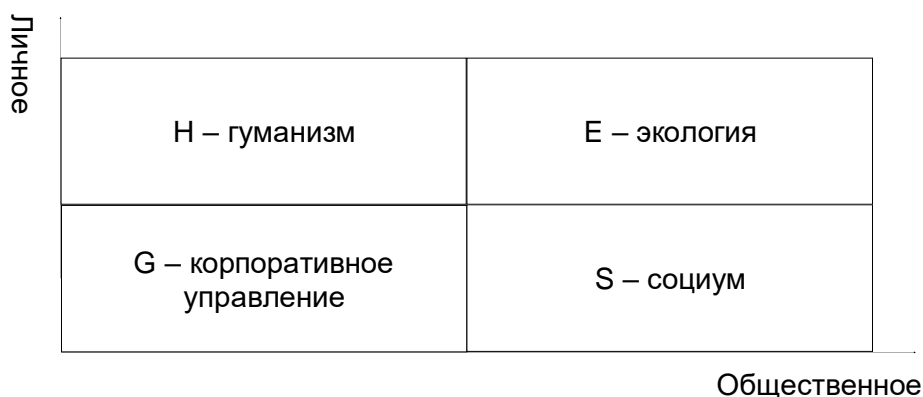 Личное
H – гуманизм
E – экология
G – корпоративное
управление
S – социум
Общественное